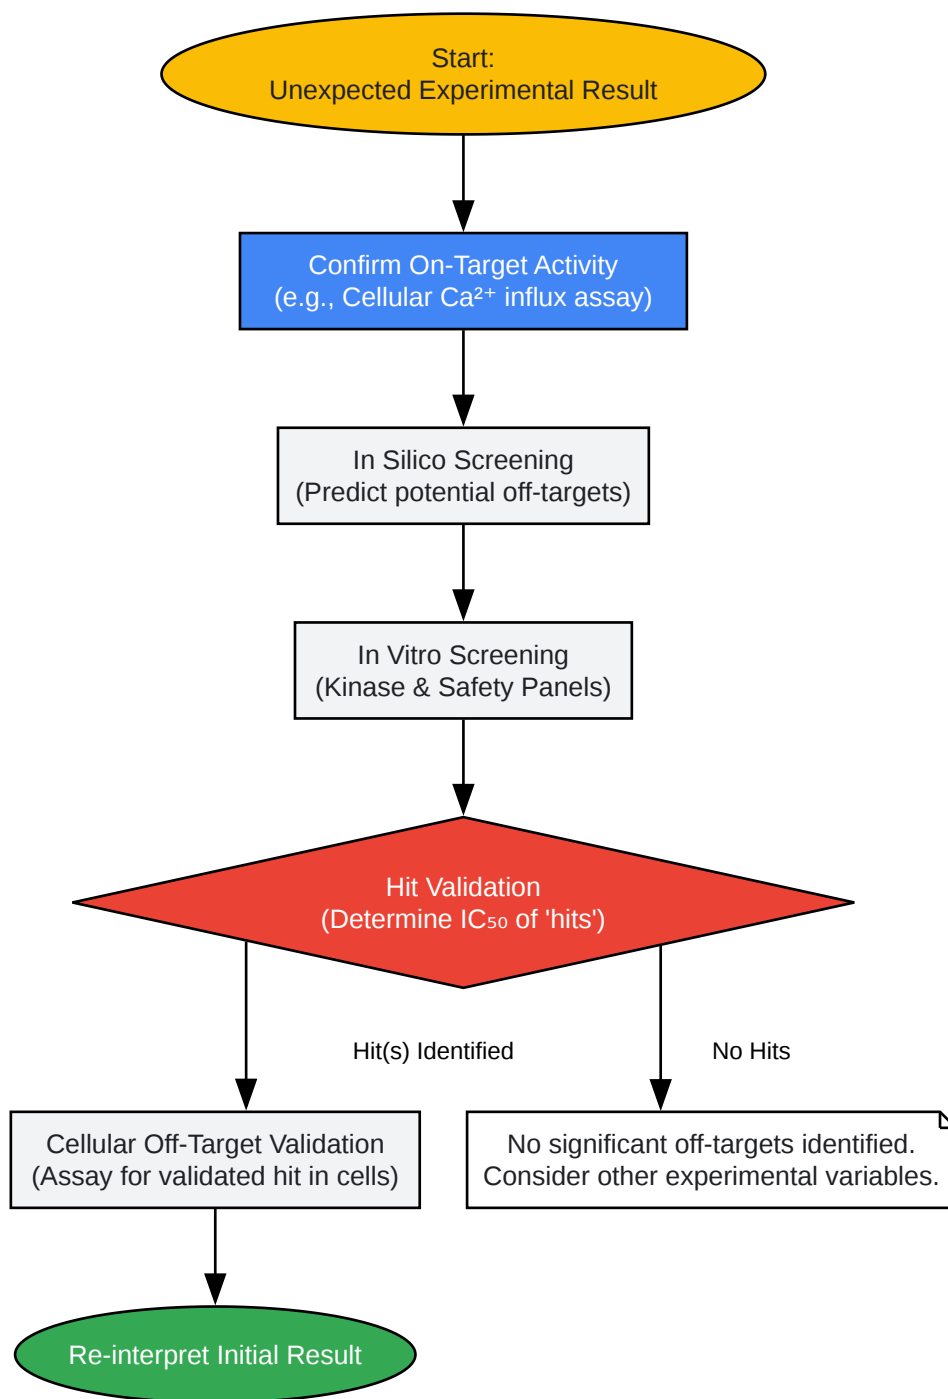 Start:
Unexpected Experimental Result
Confirm On-Target Activity
(e.g., Cellular Ca²⁺ influx assay)
In Silico Screening
(Predict potential off-targets)
In Vitro Screening
(Kinase & Safety Panels)
Hit Validation
(Determine IC₅₀ of 'hits')
Hit(s) Identified
No Hits
Cellular Off-Target Validation
(Assay for validated hit in cells)
No significant off-targets identified.
Consider other experimental variables.
Re-interpret Initial Result